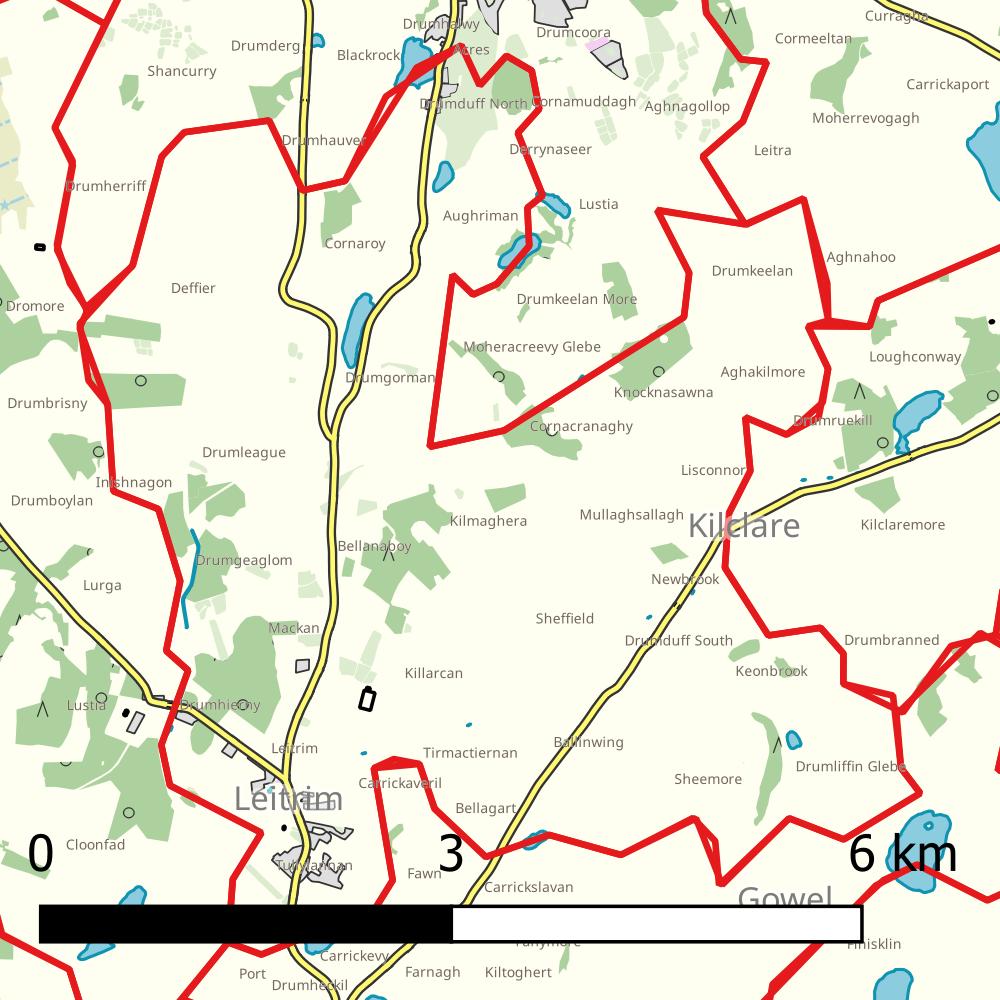 Drumhalwy
Curragha
Drumcoora
Cormeeltan
Drumderg
Acres
Blackrock
Shancurry
Carrickaport
Drumduff North
Cornamuddagh
Aghnagollop
Moherrevogagh
Drumhauver
Derrynaseer
Leitra
Drumherriff
Lustia
Aughriman
Cornaroy
Aghnahoo
Drumkeelan
Deffier
Drumkeelan More
Dromore
Moheracreevy Glebe
Loughconway
Aghakilmore
Drumgorman
Knocknasawna
Drumbrisny
Drumruekill
Cornacranaghy
Drumleague
Lisconnor
Inishnagon
Drumboylan
Mullaghsallagh
Kilmaghera
Kilclare
Kilclaremore
Bellanaboy
Drumgeaglom
Newbrook
Lurga
Sheffield
Mackan
Drumduff South
Drumbranned
Killarcan
Keonbrook
Lustia
Drumhierny
Ballinwing
Leitrim
Tirmactiernan
Drumliffin Glebe
Carrickaveril
Sheemore
Leitrim
Bellagart
Cloonfad
0
3
6 km
Tullylannan
Fawn
Carrickslavan
Gowel
Finisklin
Carrickevy
Port
Farnagh
Kiltoghert
Drumheckil